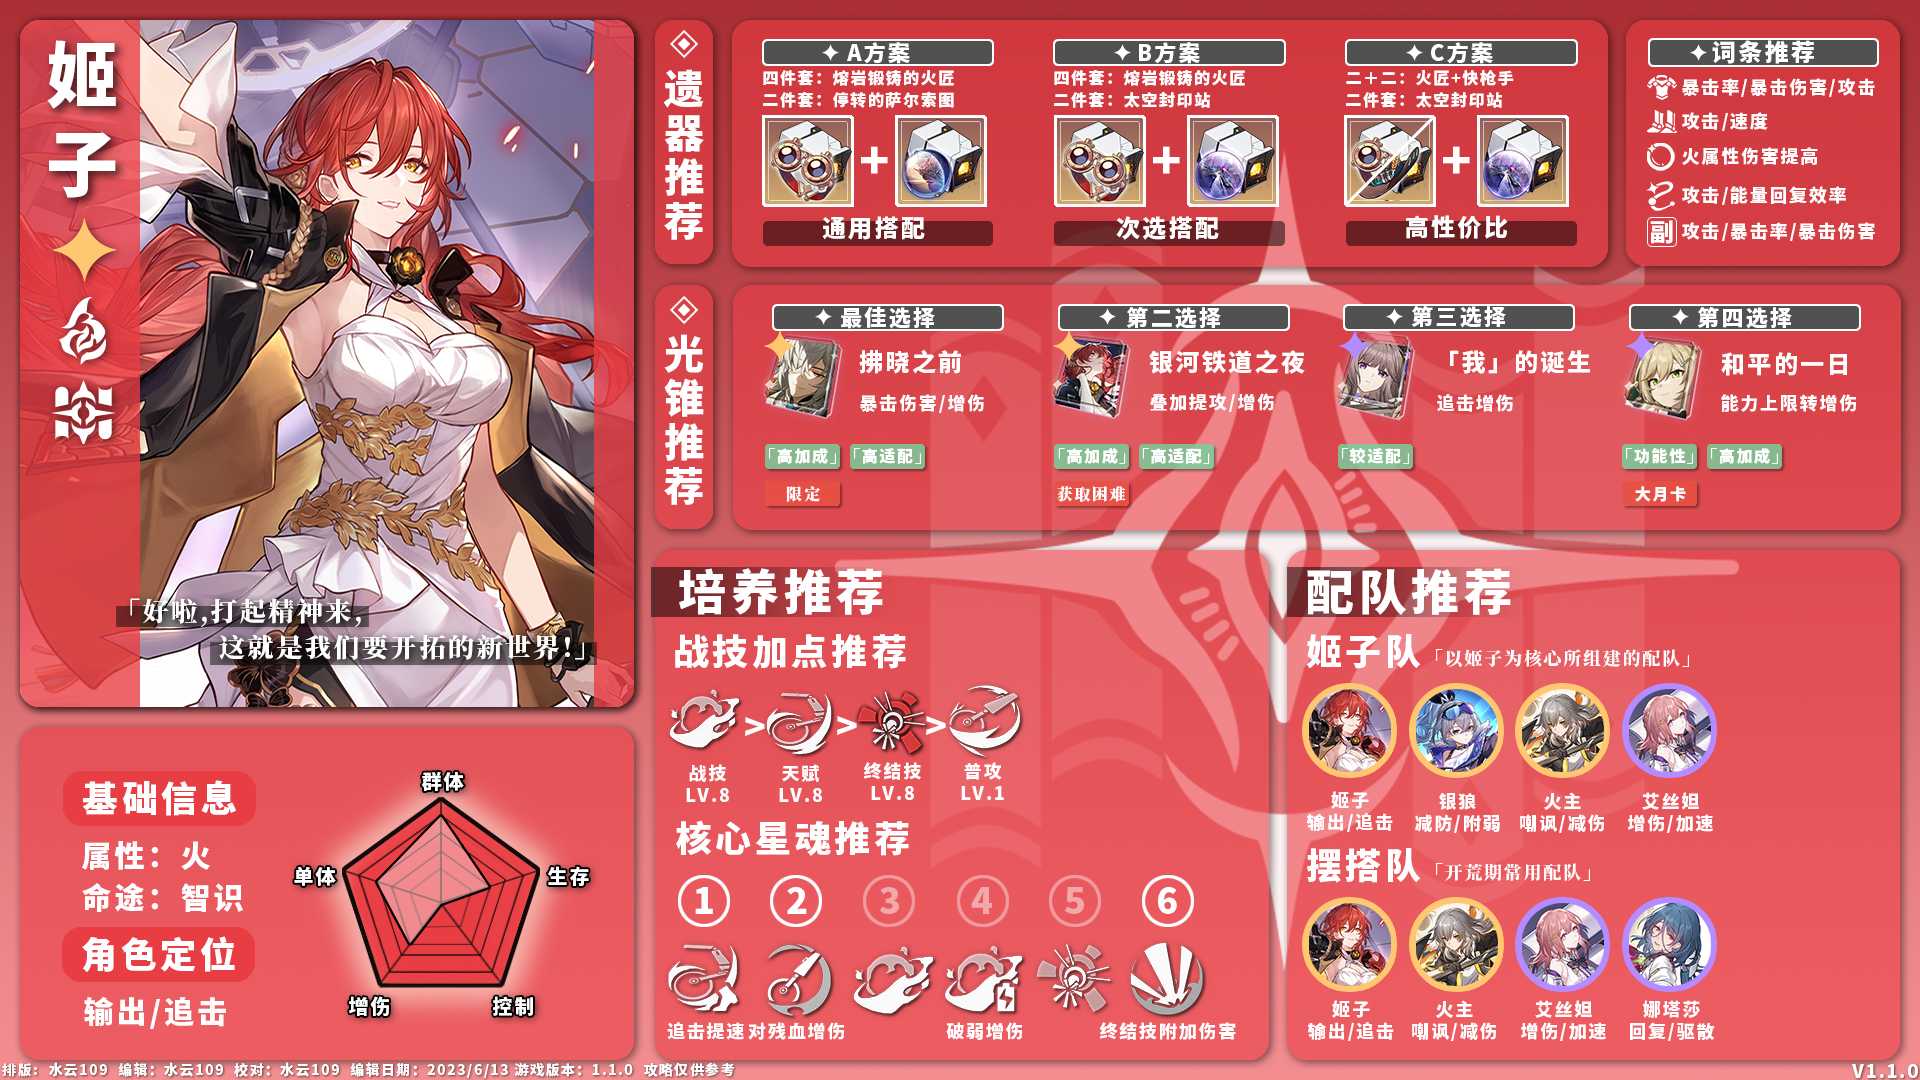 姬子
「好啦,打起精神来,
这就是我们要开拓的新世界!」
基础信息
属性：火
命途：智识
角色定位
输出/追击
群体
单体
生存
增伤
控制
遗器推荐
A方案
四件套：熔岩锻铸的火匠
二件套：停转的萨尔索图
+
通用搭配
B方案
四件套：熔岩锻铸的火匠
二件套：太空封印站
+
次选搭配
C方案
二+二：火匠+快枪手
二件套：太空封印站
+
高性价比
词条推荐
暴击率/暴击伤害/攻击
攻击/速度
火属性伤害提高
攻击/能量回复效率
副 攻击/暴击率/暴击伤害
光锥推荐
最佳选择
拂晓之前
暴击伤害/增伤
「高加成」 「高适配」
限定
第二选择
银河铁道之夜
叠加提攻/增伤
「高加成」 「高适配」
获取困难
第三选择
「我」的诞生
追击增伤
「较适配」
第四选择
和平的一日
能力上限转增伤
「功能性」 「高加成」
大月卡
培养推荐
战技加点推荐
> > >
战技 天赋 终结技 普攻
LV.8 LV.8 LV.8 LV.1
核心星魂推荐
1 2 3 4 5 6
追击提速 对残血增伤 破弱增伤 终结技附加伤害
配队推荐
姬子队「以姬子为核心所组建的配队」
姬子 银狼 火主 艾丝妲
输出/追击 减防/附弱 嘲讽/减伤 增伤/加速
摆搭队「开荒期常用配队」
姬子 火主 艾丝妲 娜塔莎
输出/追击 嘲讽/减伤 增伤/加速 回复/驱散
排版：水云109 编辑：水云109 校对：水云109 编辑日期：2023/6/13 游戏版本：1.1.0 攻略仅供参考
V1.1.0